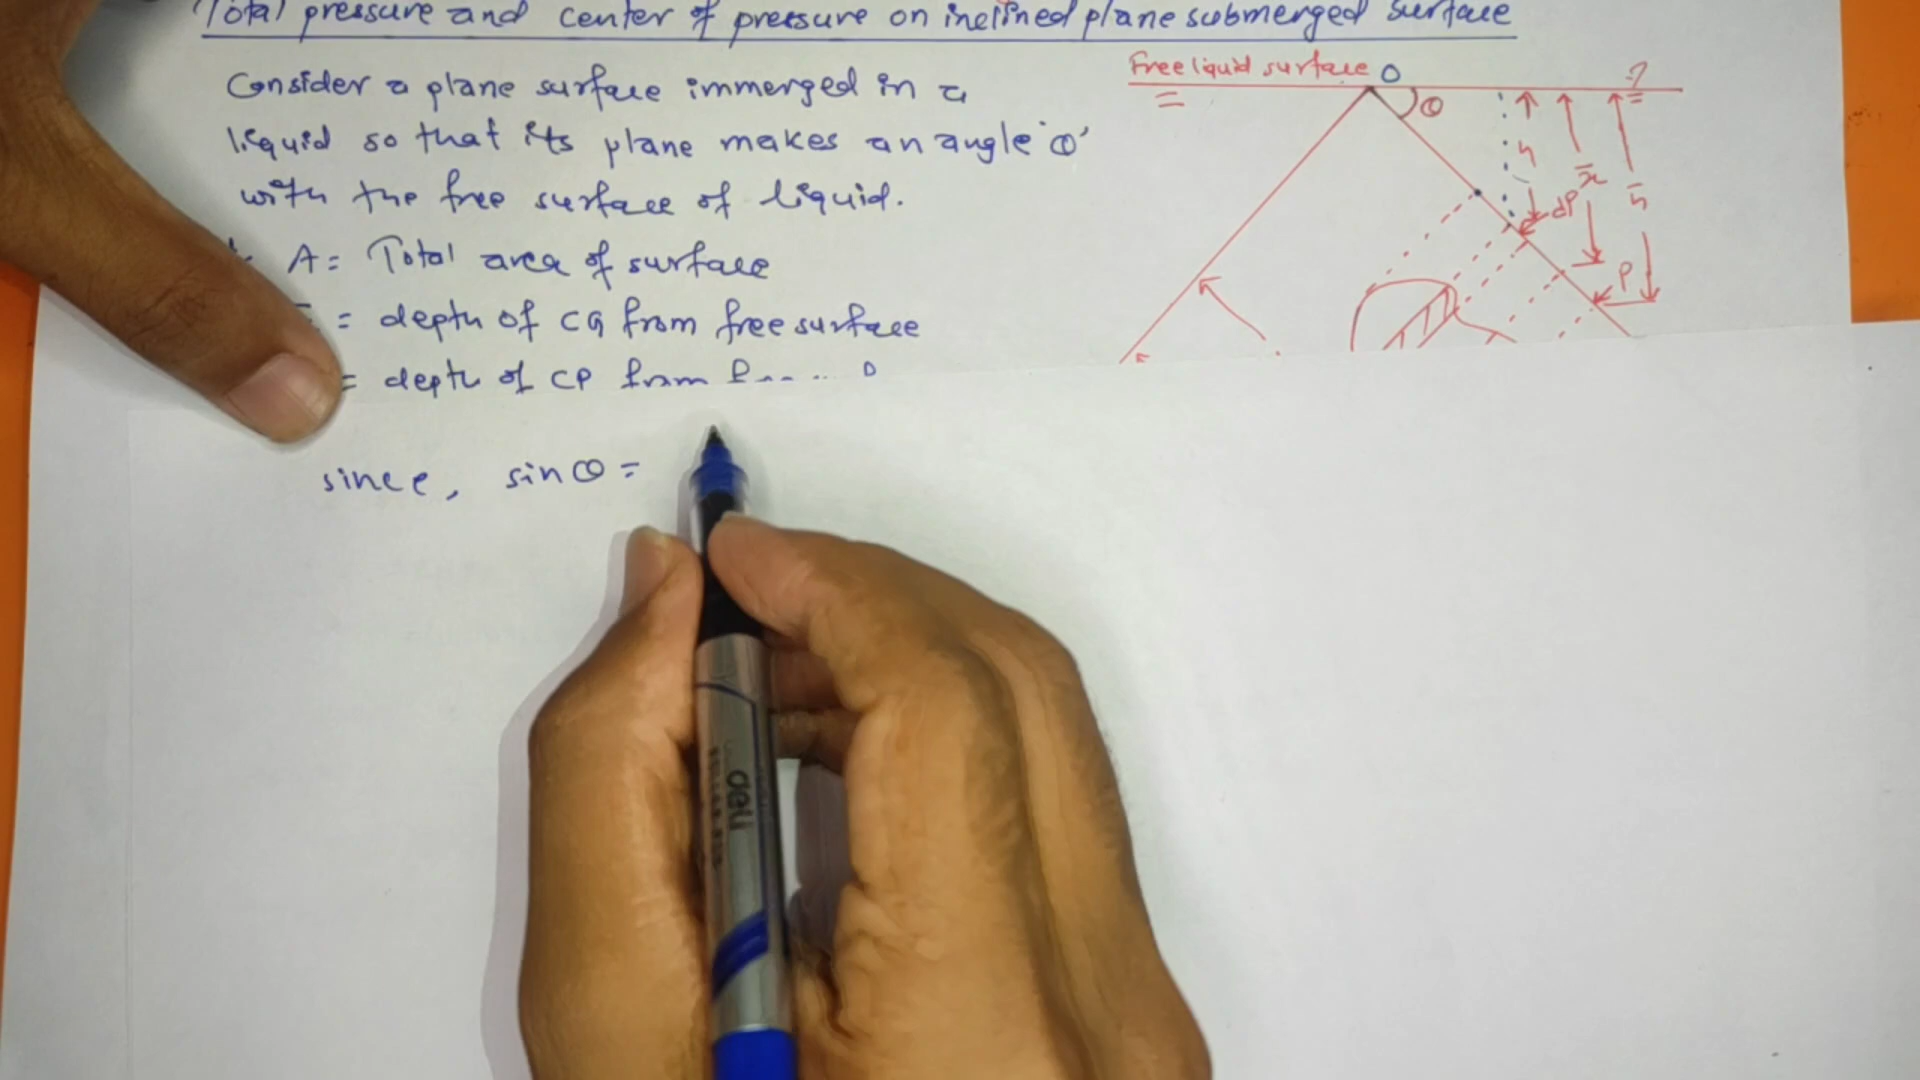 Total pressure and center of pressure on inclined plane submerged surface
Consider a plane surface immerged in a
liquid so that its plane makes an angle 'θ'
with the free surface of liquid.
A = Total area of surface
= depth of CG from free surface
= depth of CP from
since, sinθ =
Free liquid surface O
θ
h
x̄
h̄
dP
P
deli